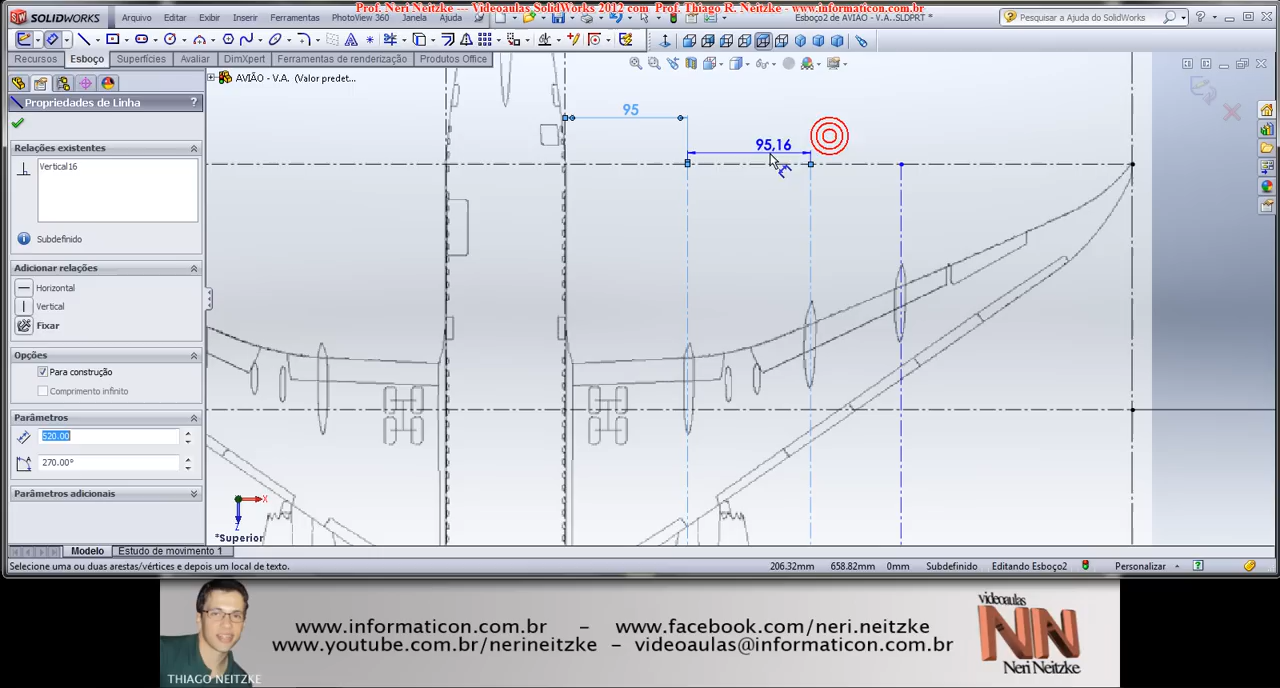 Prof. Neri Neitzke --- Videoaulas SolidWorks 2012 com Prof. Thiago R. Neitzke - www.informaticon.com.br
SOLIDWORKS
Arquivo Editar Exibir Inserir Ferramentas PhotoView 360 Janela Ajuda
Esboço2 de AVIAO - V.A...SLDPRT *
Pesquisar a Ajuda do SolidWorks
Recursos Esboço Superfícies Avaliar DimXpert Ferramentas de renderização Produtos Office
AVIÃO - V.A. (Valor predet...
Propriedades de Linha
?
Relações existentes
Vertical16
Subdefinido
Adicionar relações
Horizontal
Vertical
Fixar
Opções
Para construção
Comprimento infinito
Parâmetros
520.00
270.00°
Parâmetros adicionais
95
95,16
X
Z
*Superior
Modelo Estudo de movimento 1
Selecione uma ou duas arestas/vértices e depois um local de texto.
206.32mm 658.82mm 0mm Subdefinido Editando Esboço2 Personalizar
THIAGO NEITZKE
www.informaticon.com.br - www.facebook.com/neri.neitzke
www.youtube.com.br/nerineitzke - videoaulas@informaticon.com.br
videoaulas
NN
Neri Neitzke